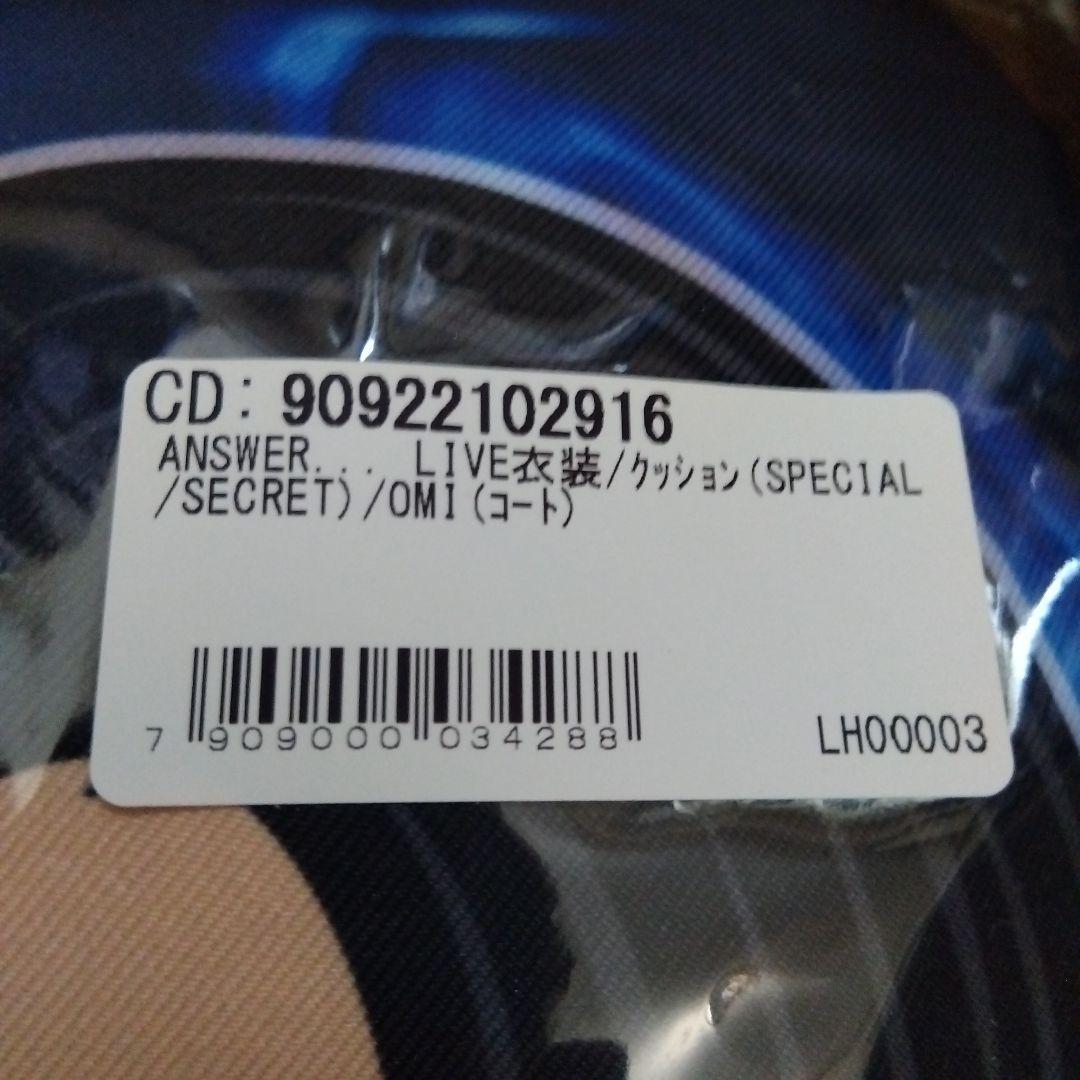 CD: 90922102916
ANSWER... LIVE衣装/ｸｯｼｮﾝ(SPECIAL
/SECRET)/OMI(ｺｰﾄ)
7 909000 034288
LH00003